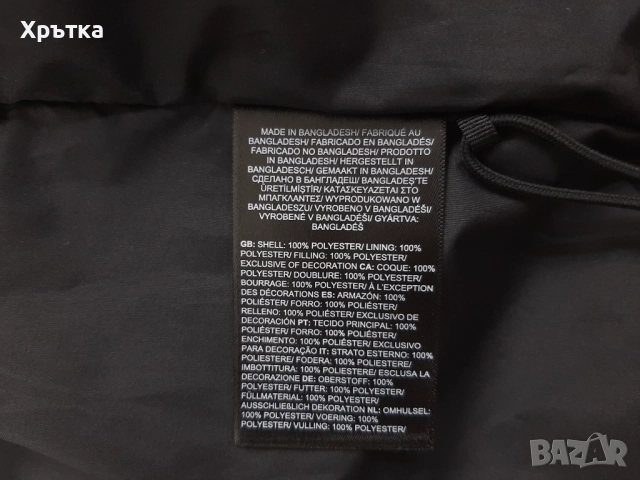 Хрътка
MADE IN BANGLADESH/ FABRIQUÉ AU
BANGLADESH/ FABRICADO EN BANGLADÉS/
FABRICADO NO BANGLADESH/ PRODOTTO
IN BANGLADESH/ HERGESTELLT IN
BANGLADESCH/ GEMAAKT IN BANGLADESH/
СДЕЛАНО В БАНГЛАДЕШ/ BANGLADEŞ'TE
ÜRETİLMİŞTİR/ ΚΑΤΑΣΚΕΥΑΖΕΤΑΙ ΣΤΟ
ΜΠΑΓΚΛΑΝΤΕΣ/ WYPRODUKOWANO W
BANGLADESZU/ VYROBENO V BANGLADÉŠI/
VYROBENÉ V BANGLADÉŠI/ GYÁRTVA:
BANGLADÉS
GB: SHELL: 100% POLYESTER/ LINING: 100%
POLYESTER/ FILLING: 100% POLYESTER/
EXCLUSIVE OF DECORATION CA: COQUE: 100%
POLYESTER/ DOUBLURE: 100% POLYESTER/
BOURRAGE: 100% POLYESTER/ À L'EXCEPTION
DES DÉCORATIONS ES: ARMAZÓN: 100%
POLIÉSTER/ FORRO: 100% POLIÉSTER/
RELLENO: 100% POLIÉSTER/ EXCLUSIVO DE
DECORACIÓN PT: TECIDO PRINCIPAL: 100%
POLIÉSTER/ FORRO: 100% POLIÉSTER/
ENCHIMENTO: 100% POLIÉSTER/ EXCLUSIVO
PARA DECORAÇÃO IT: STRATO ESTERNO: 100%
POLIESTERE/ FODERA: 100% POLIESTERE/
IMBOTTITURA: 100% POLIESTERE/ ESCLUSA LA
DECORAZIONE DE: OBERSTOFF: 100%
POLYESTER/ FUTTER: 100% POLYESTER/
FÜLLMATERIAL: 100% POLYESTER/
AUSSCHLIEßLICH DEKORATION NL: OMHULSEL:
100% POLYESTER/ VOERING: 100%
POLYESTER/ VULLING: 100% POLYESTER/
BAZAR